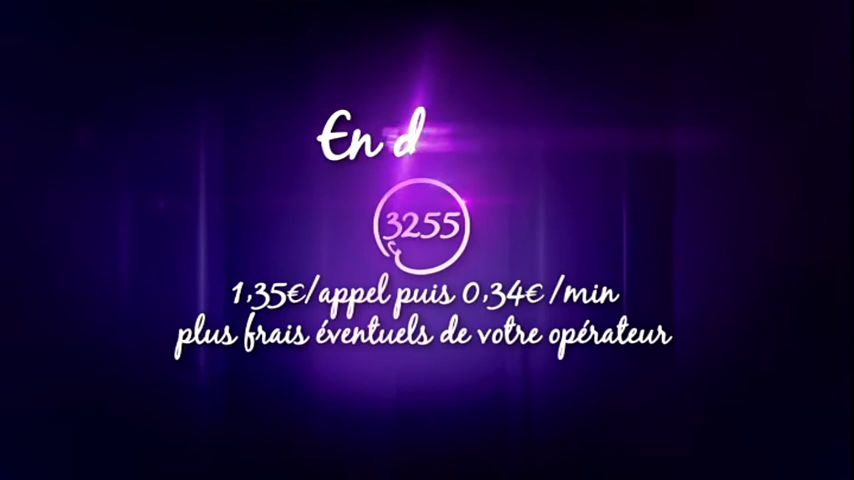 En d
3255
1,35€/appel puis 0,34€/min
plus frais éventuels de votre opérateur